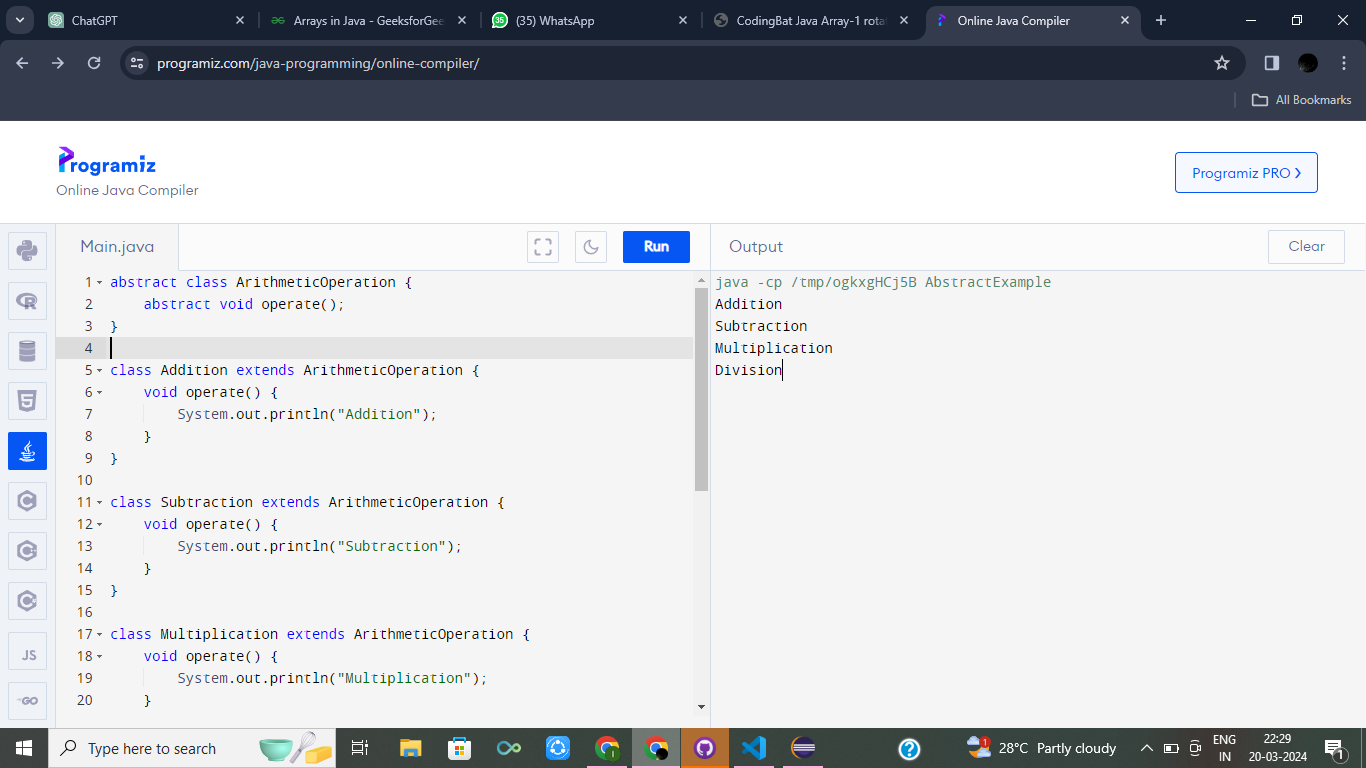 ChatGPT
Arrays in Java - GeeksforGee
(35) WhatsApp
CodingBat Java Array-1 rota
Online Java Compiler
programiz.com/java-programming/online-compiler/
All Bookmarks
Programiz
Online Java Compiler
Programiz PRO
Main.java
Run
Output
Clear
1 abstract class ArithmeticOperation {
2 abstract void operate();
3 }
4
5 class Addition extends ArithmeticOperation {
6 void operate() {
7 System.out.println("Addition");
8 }
9 }
10
11 class Subtraction extends ArithmeticOperation {
12 void operate() {
13 System.out.println("Subtraction");
14 }
15 }
16
17 class Multiplication extends ArithmeticOperation {
18 void operate() {
19 System.out.println("Multiplication");
20 }
java -cp /tmp/ogkxgHCj5B AbstractExample
Addition
Subtraction
Multiplication
Division
JS
GO
Type here to search
1
28°C Partly cloudy
ENG
IN
22:29
20-03-2024
1